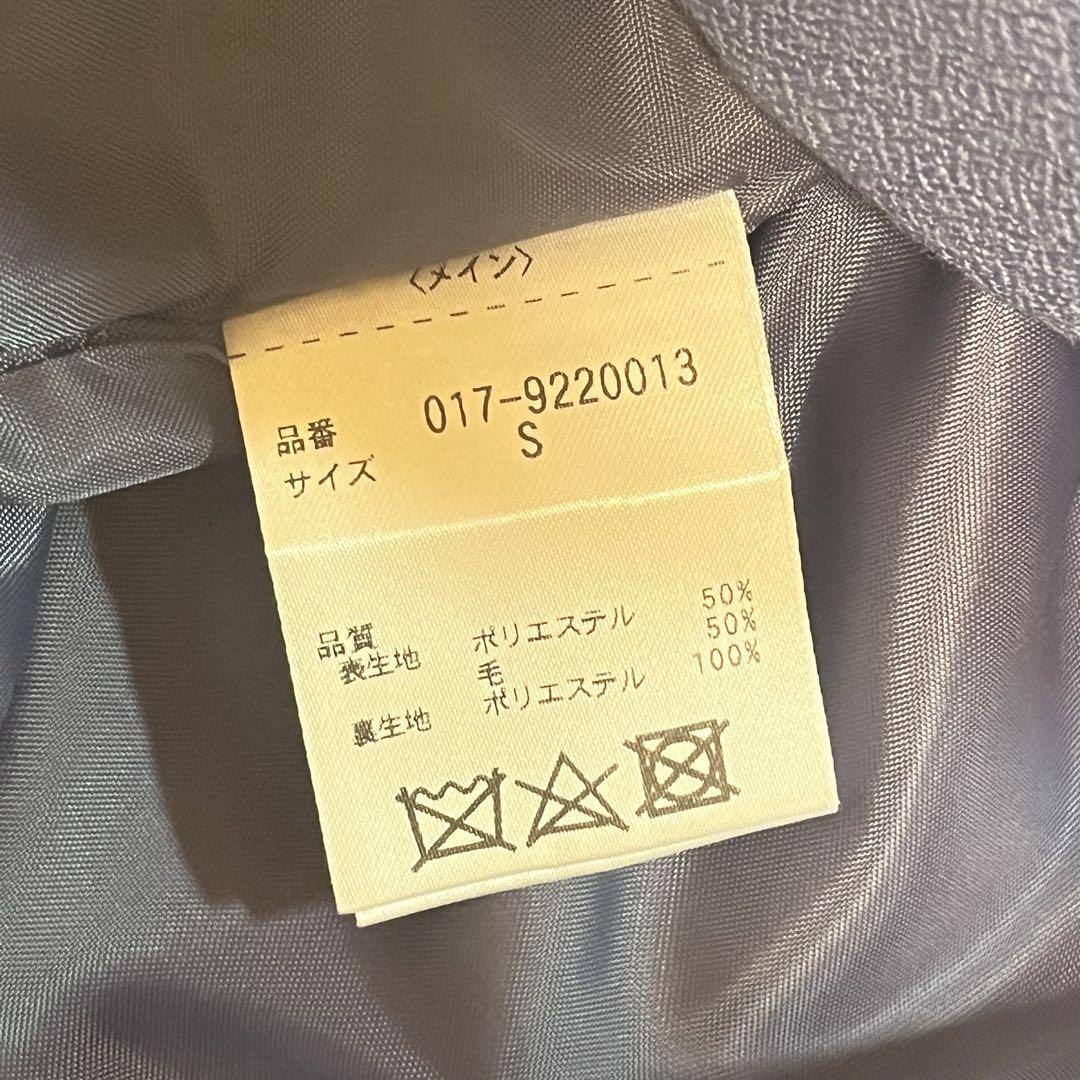 〈メイン〉
品番 017-9220013
サイズ S
品質
表生地 ポリエステル 50%
毛 50%
裏生地 ポリエステル 100%